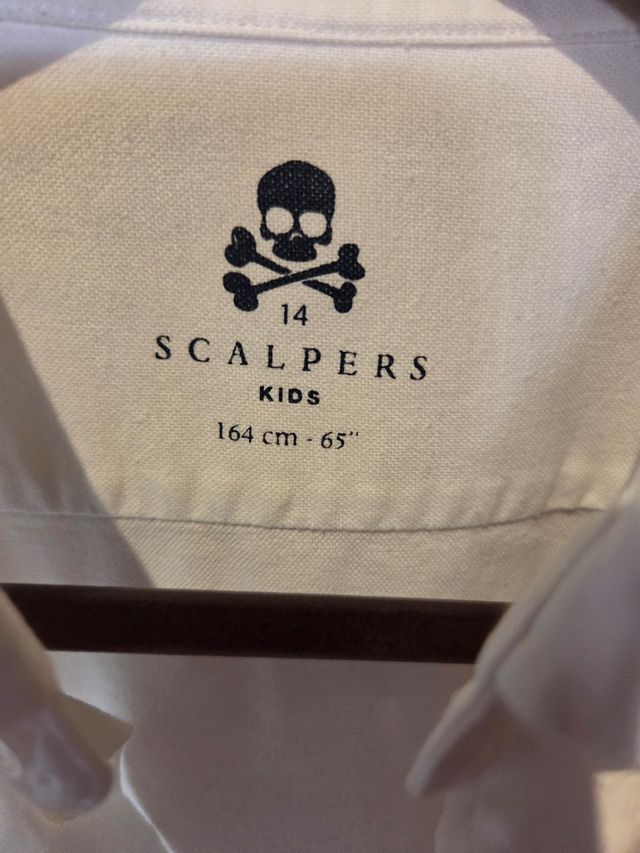 14
SCALPERS
KIDS
164 cm - 65"